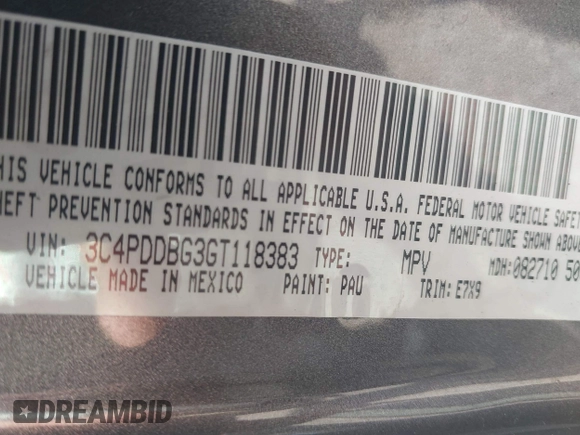 HIS VEHICLE CONFORMS TO ALL APPLICABLE U.S.A. FEDERAL MOTOR VEHICLE SAFE
HEFT PREVENTION STANDARDS IN EFFECT ON THE DATE OF MANUFACTURE SHOWN ABOV
VIN: 3C4PDDBG3GT118383 TYPE: MPV MDH: 082710 50
VEHICLE MADE IN MEXICO PAINT: PAU TRIM: E7X9
DREAMBID